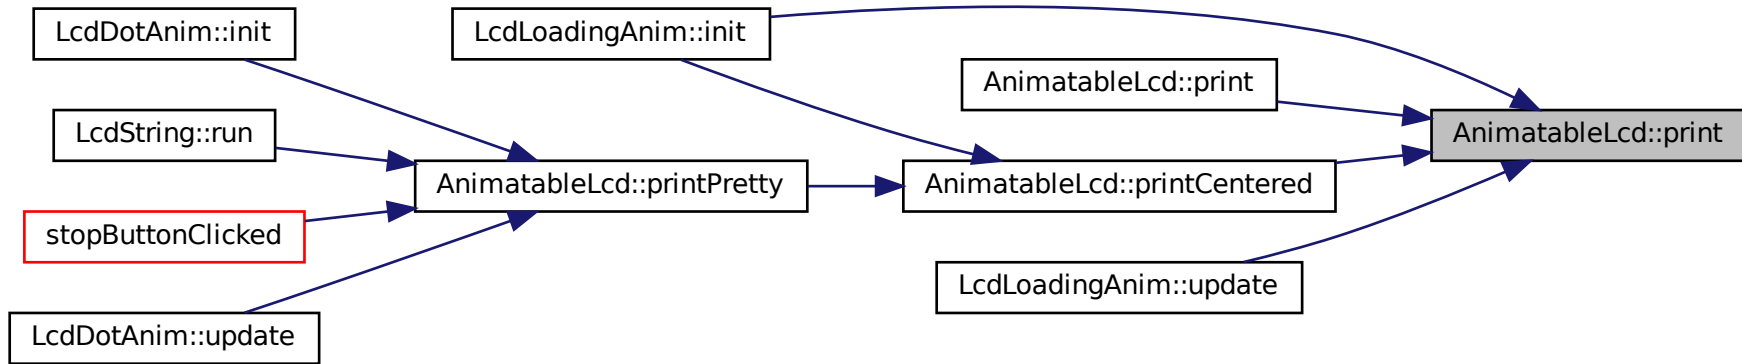 LcdDotAnim::init
LcdLoadingAnim::init
AnimatableLcd::print
LcdString::run
AnimatableLcd::print
AnimatableLcd::printPretty
AnimatableLcd::printCentered
stopButtonClicked
LcdLoadingAnim::update
LcdDotAnim::update